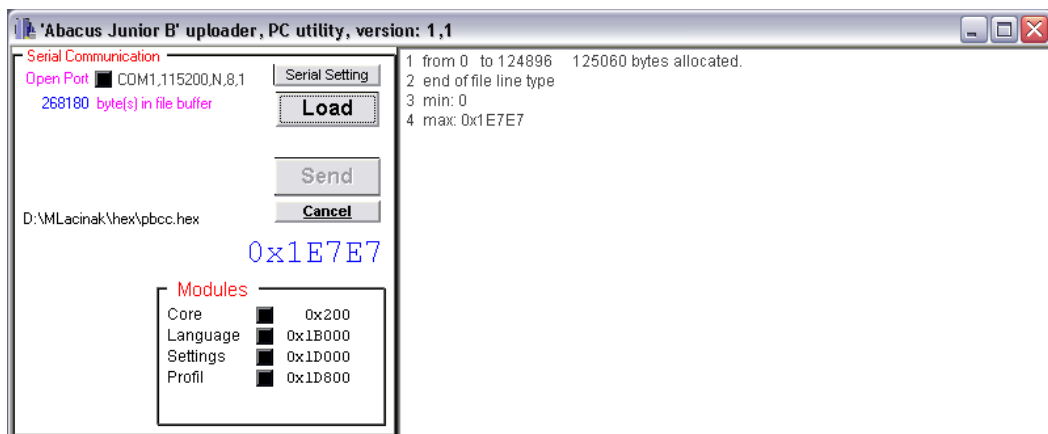 'Abacus Junior B' uploader, PC utility, version: 1,1
Serial Communication
Open Port COM1,115200,N,8,1
Serial Setting
268180 byte(s) in file buffer
Load
Send
D:\MLacinak\hex\pbcc.hex
Cancel
0x1E7E7
Modules
Core 0x200
Language 0x1B000
Settings 0x1D000
Profil 0x1D800
1 from 0 to 124896 125060 bytes allocated.
2 end of file line type
3 min: 0
4 max: 0x1E7E7